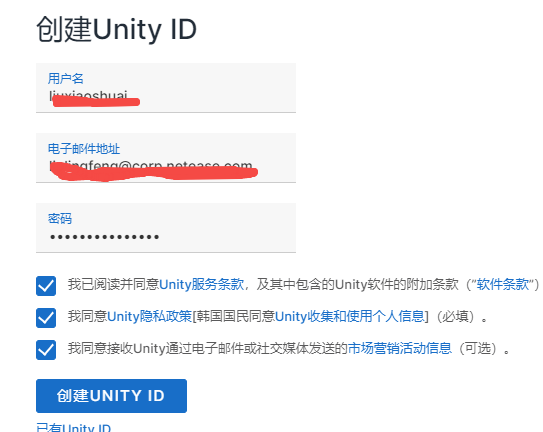 创建Unity ID
用户名
电子邮件地址
密码
我已阅读并同意Unity服务条款，及其中包含的Unity软件的附加条款（“软件条款”）
我同意Unity隐私政策[韩国国民同意Unity收集和使用个人信息]（必填）。
我同意接收Unity通过电子邮件或社交媒体发送的市场营销活动信息（可选）。
创建UNITY ID
已有Unity ID